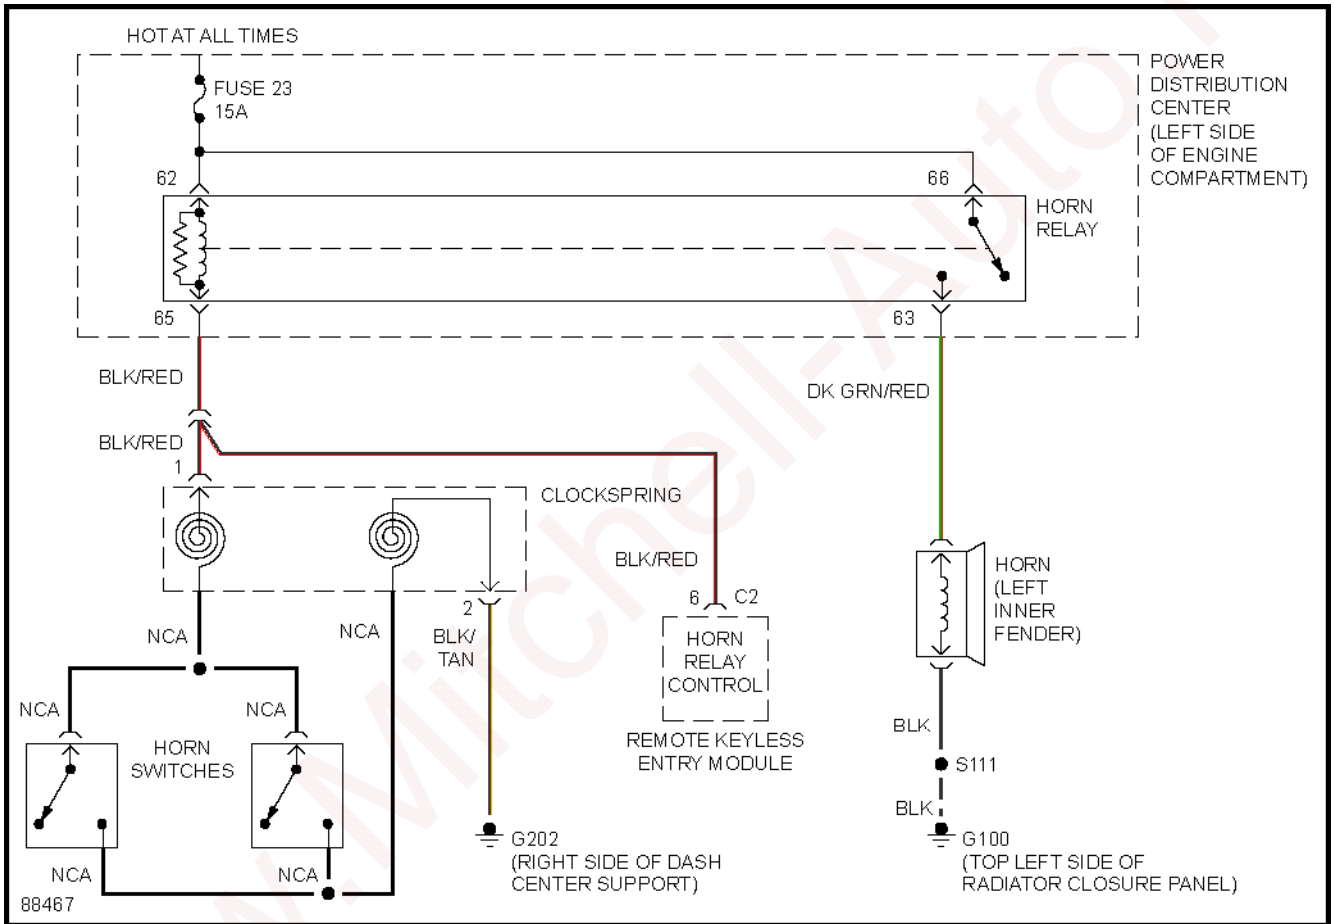 HOT AT ALL TIMES
FUSE 23
15A
POWER
DISTRIBUTION
CENTER
(LEFT SIDE
OF ENGINE
COMPARTMENT)
62
66
HORN
RELAY
65
63
BLK/RED
DK GRN/RED
BLK/RED
1
CLOCKSPRING
BLK/RED
HORN
(LEFT
INNER
FENDER)
6
C2
2
NCA
NCA
BLK/
TAN
HORN
RELAY
CONTROL
REMOTE KEYLESS
ENTRY MODULE
NCA
NCA
HORN
SWITCHES
BLK
S111
BLK
G202
(RIGHT SIDE OF DASH
CENTER SUPPORT)
G100
(TOP LEFT SIDE OF
RADIATOR CLOSURE PANEL)
NCA
NCA
88467
w.Mitchell-Auto